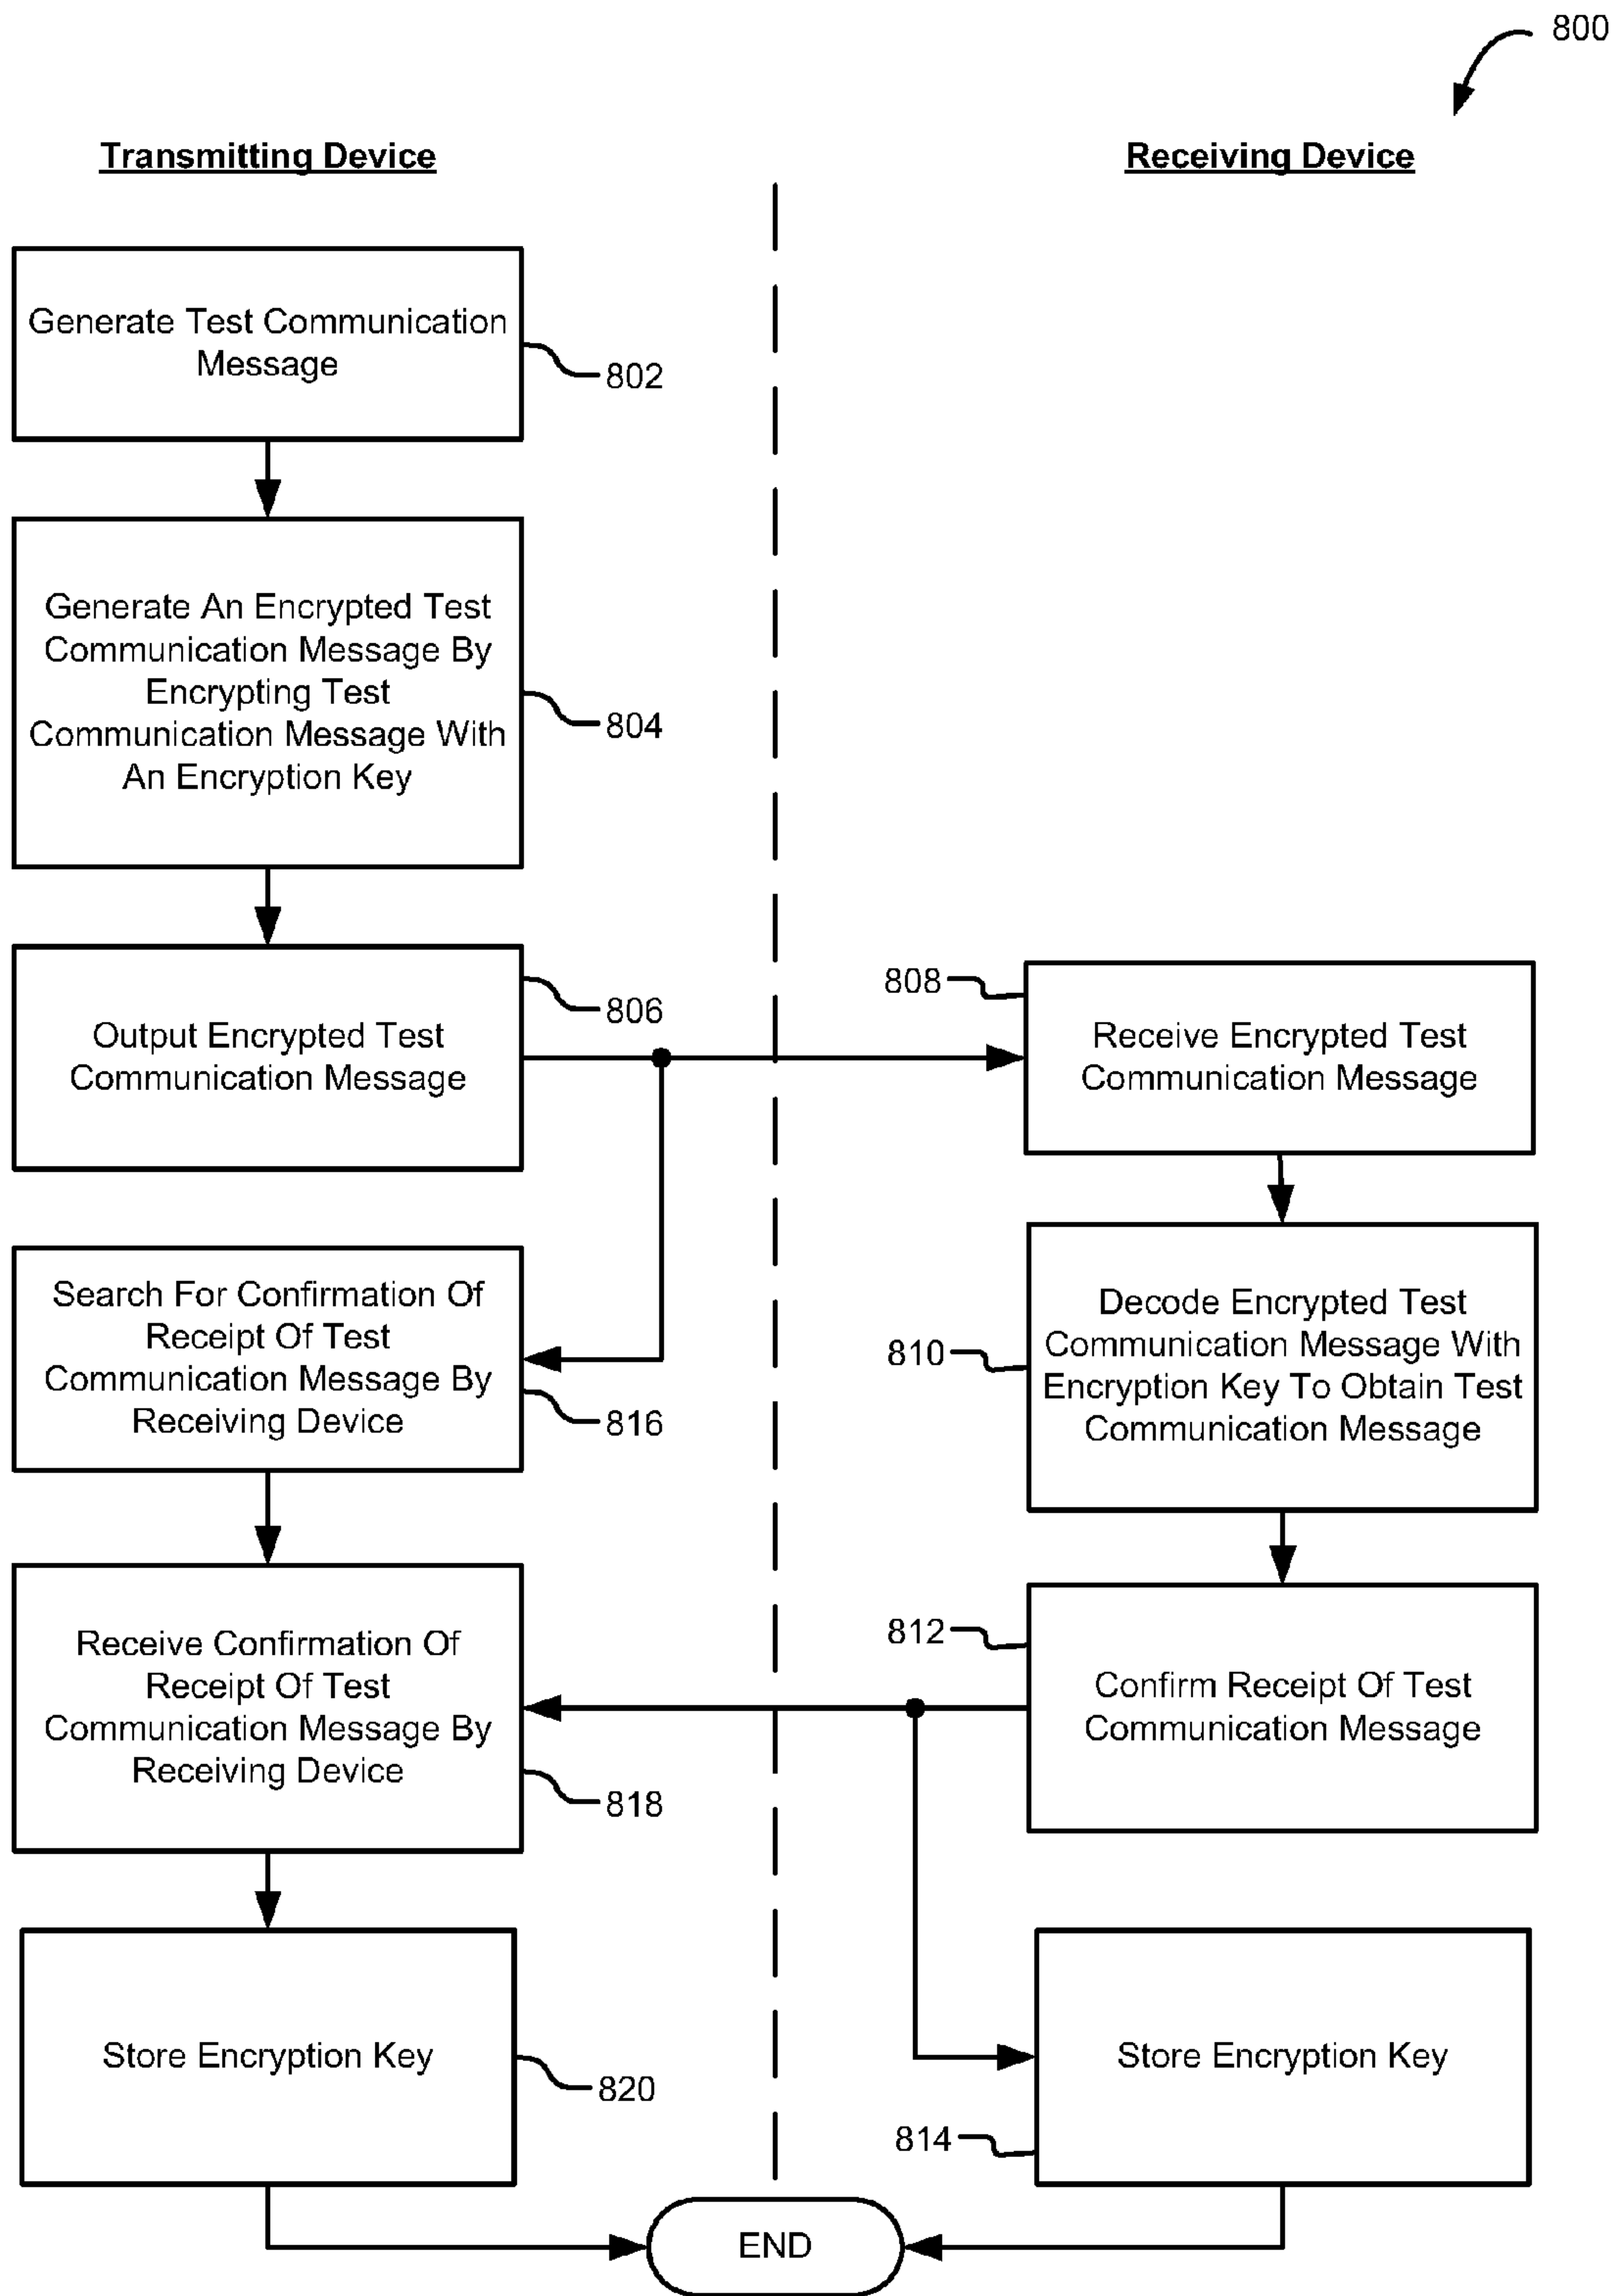 800
Transmitting Device
Receiving Device
Generate Test Communication
Message
802
Generate An Encrypted Test
Communication Message By
Encrypting Test
Communication Message With
An Encryption Key
804
Output Encrypted Test
Communication Message
806
808
Receive Encrypted Test
Communication Message
Search For Confirmation Of
Receipt Of Test
Communication Message By
Receiving Device
816
810
Decode Encrypted Test
Communication Message With
Encryption Key To Obtain Test
Communication Message
Receive Confirmation Of
Receipt Of Test
Communication Message By
Receiving Device
818
812
Confirm Receipt Of Test
Communication Message
Store Encryption Key
820
Store Encryption Key
814
END